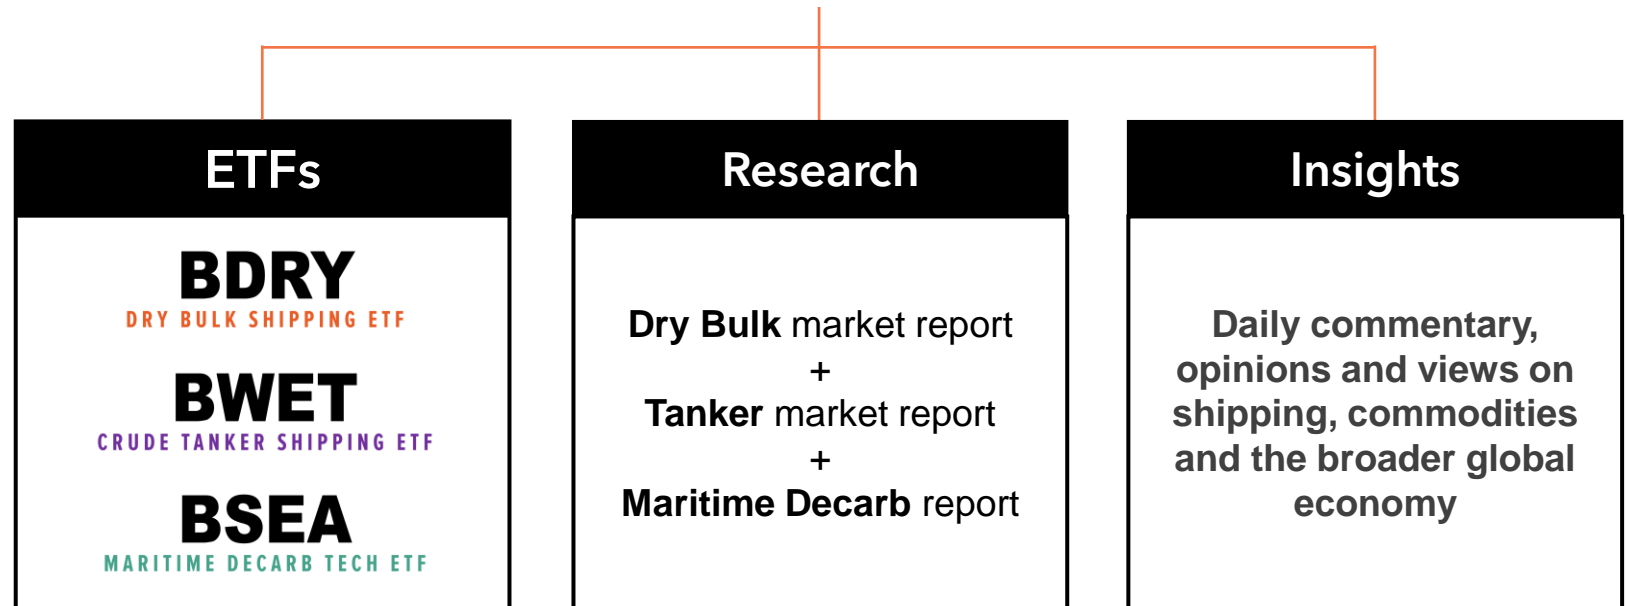 ETFs
BDRY
DRY BULK SHIPPING ETF
BWET
CRUDE TANKER SHIPPING ETF
BSEA
MARITIME DECARB TECH ETF
Research
Dry Bulk market report
+
Tanker market report
+
Maritime Decarb report
Insights
Daily commentary,
opinions and views on
shipping, commodities
and the broader global
economy